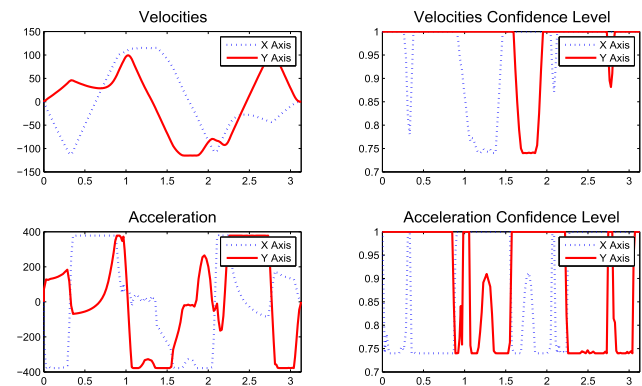 Velocities
150
100
50
0
−50
−100
−150
0 0.5 1 1.5 2 2.5 3
X Axis
Y Axis
Velocities Confidence Level
1
0.95
0.9
0.85
0.8
0.75
0.7
0 0.5 1 1.5 2 2.5 3
X Axis
Y Axis
Acceleration
400
200
0
−200
−400
0 0.5 1 1.5 2 2.5 3
X Axis
Y Axis
Acceleration Confidence Level
1
0.95
0.9
0.85
0.8
0.75
0.7
0 0.5 1 1.5 2 2.5 3
X Axis
Y Axis